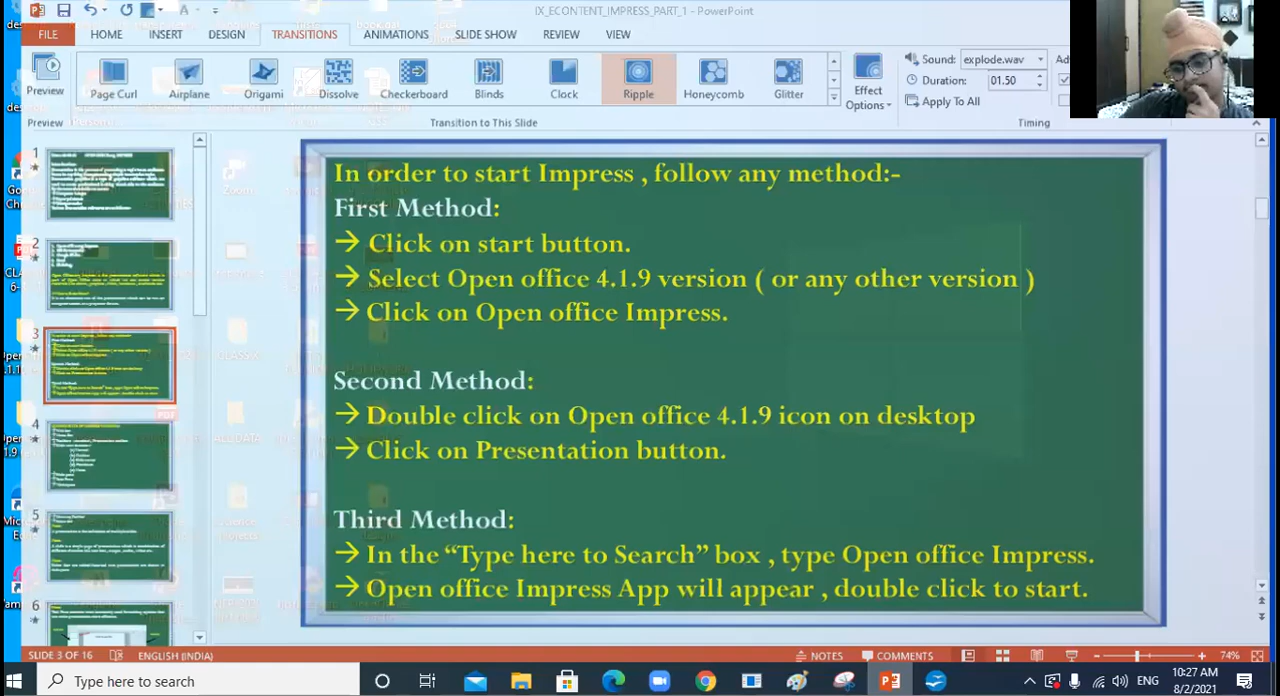 IX_ECONTENT_IMPRESS_PART_1 - PowerPoint
FILE HOME INSERT DESIGN TRANSITIONS ANIMATIONS SLIDE SHOW REVIEW VIEW
Preview Page Curl Airplane Origami Dissolve Checkerboard Blinds Clock Ripple Honeycomb Glitter Effect Options
Sound: explode.wav
Duration: 01.50
Apply To All
Preview Transition to This Slide Timing
1
2
3
4
5
6
In order to start Impress , follow any method:-
First Method:
→ Click on start button.
→ Select Open office 4.1.9 version ( or any other version )
→ Click on Open office Impress.
Second Method:
→ Double click on Open office 4.1.9 icon on desktop
→ Click on Presentation button.
Third Method:
→ In the “Type here to Search” box , type Open office Impress.
→ Open office Impress App will appear , double click to start.
SLIDE 3 OF 16 ENGLISH (INDIA) NOTES COMMENTS 74%
Type here to search
10:27 AM
8/2/2021